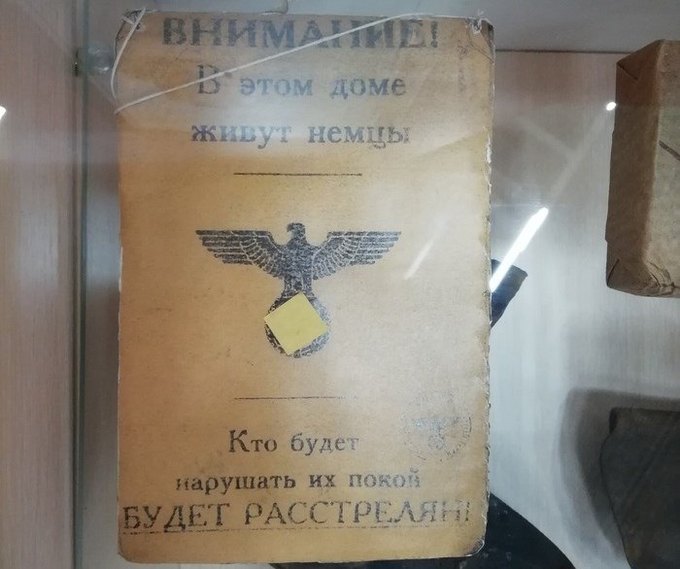 ВНИМАНИЕ!
В этом доме
живут немцы
Кто будет
нарушать их покой
БУДЕТ РАССТРЕЛЯН!